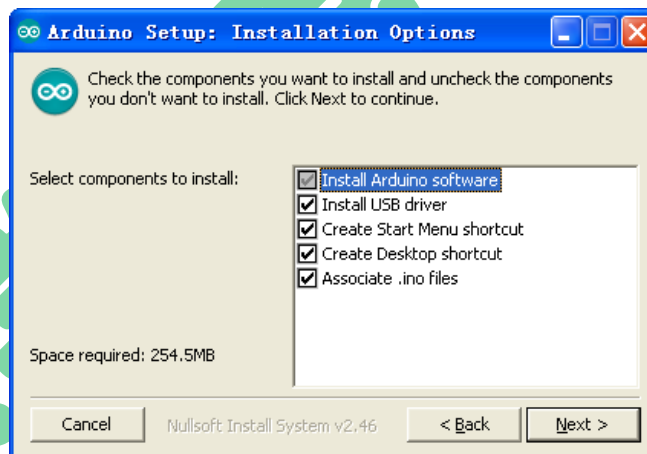 Arduino Setup: Installation Options
Check the components you want to install and uncheck the components
you don't want to install. Click Next to continue.
Select components to install:
Install Arduino software
Install USB driver
Create Start Menu shortcut
Create Desktop shortcut
Associate .ino files
Space required: 254.5MB
Cancel
Nullsoft Install System v2.46
< Back
Next >